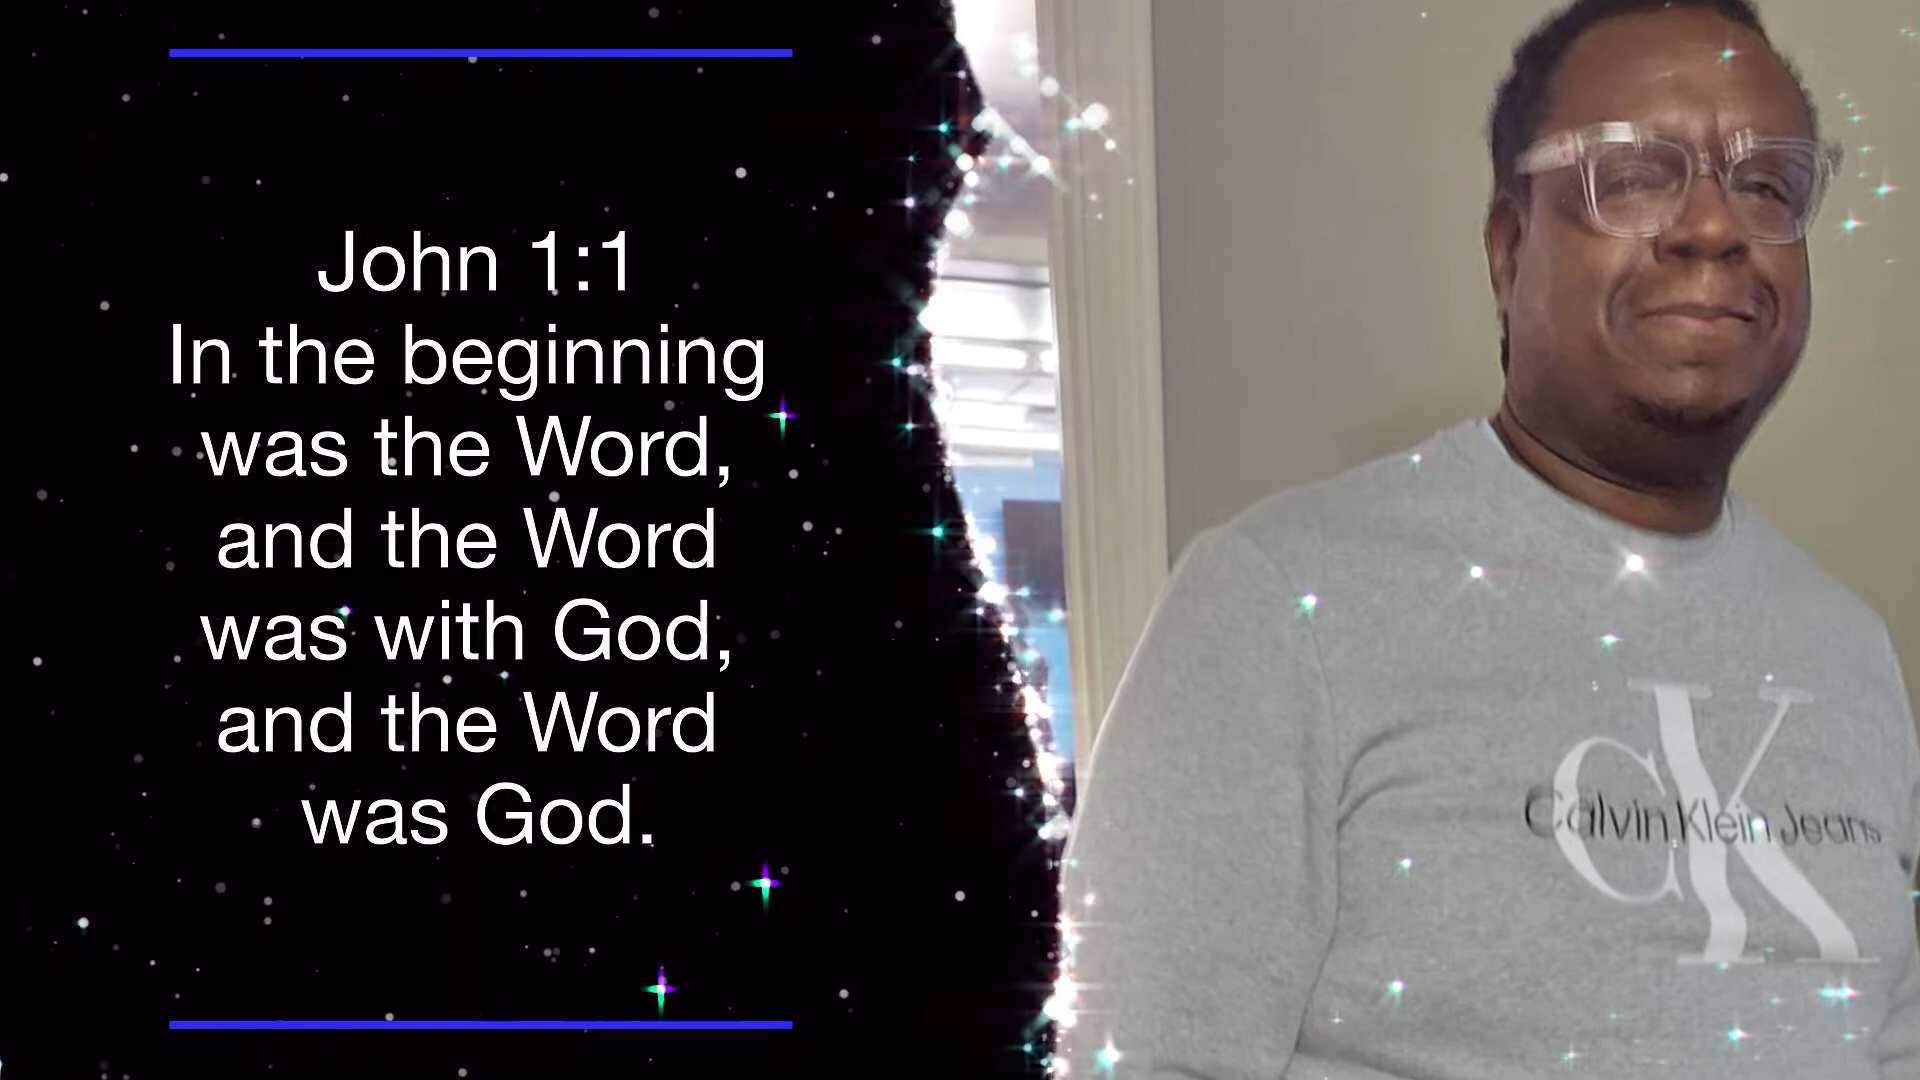 John 1:1
In the beginning
was the Word,
and the Word
was with God,
and the Word
was God.
CK
Calvin Klein Jeans